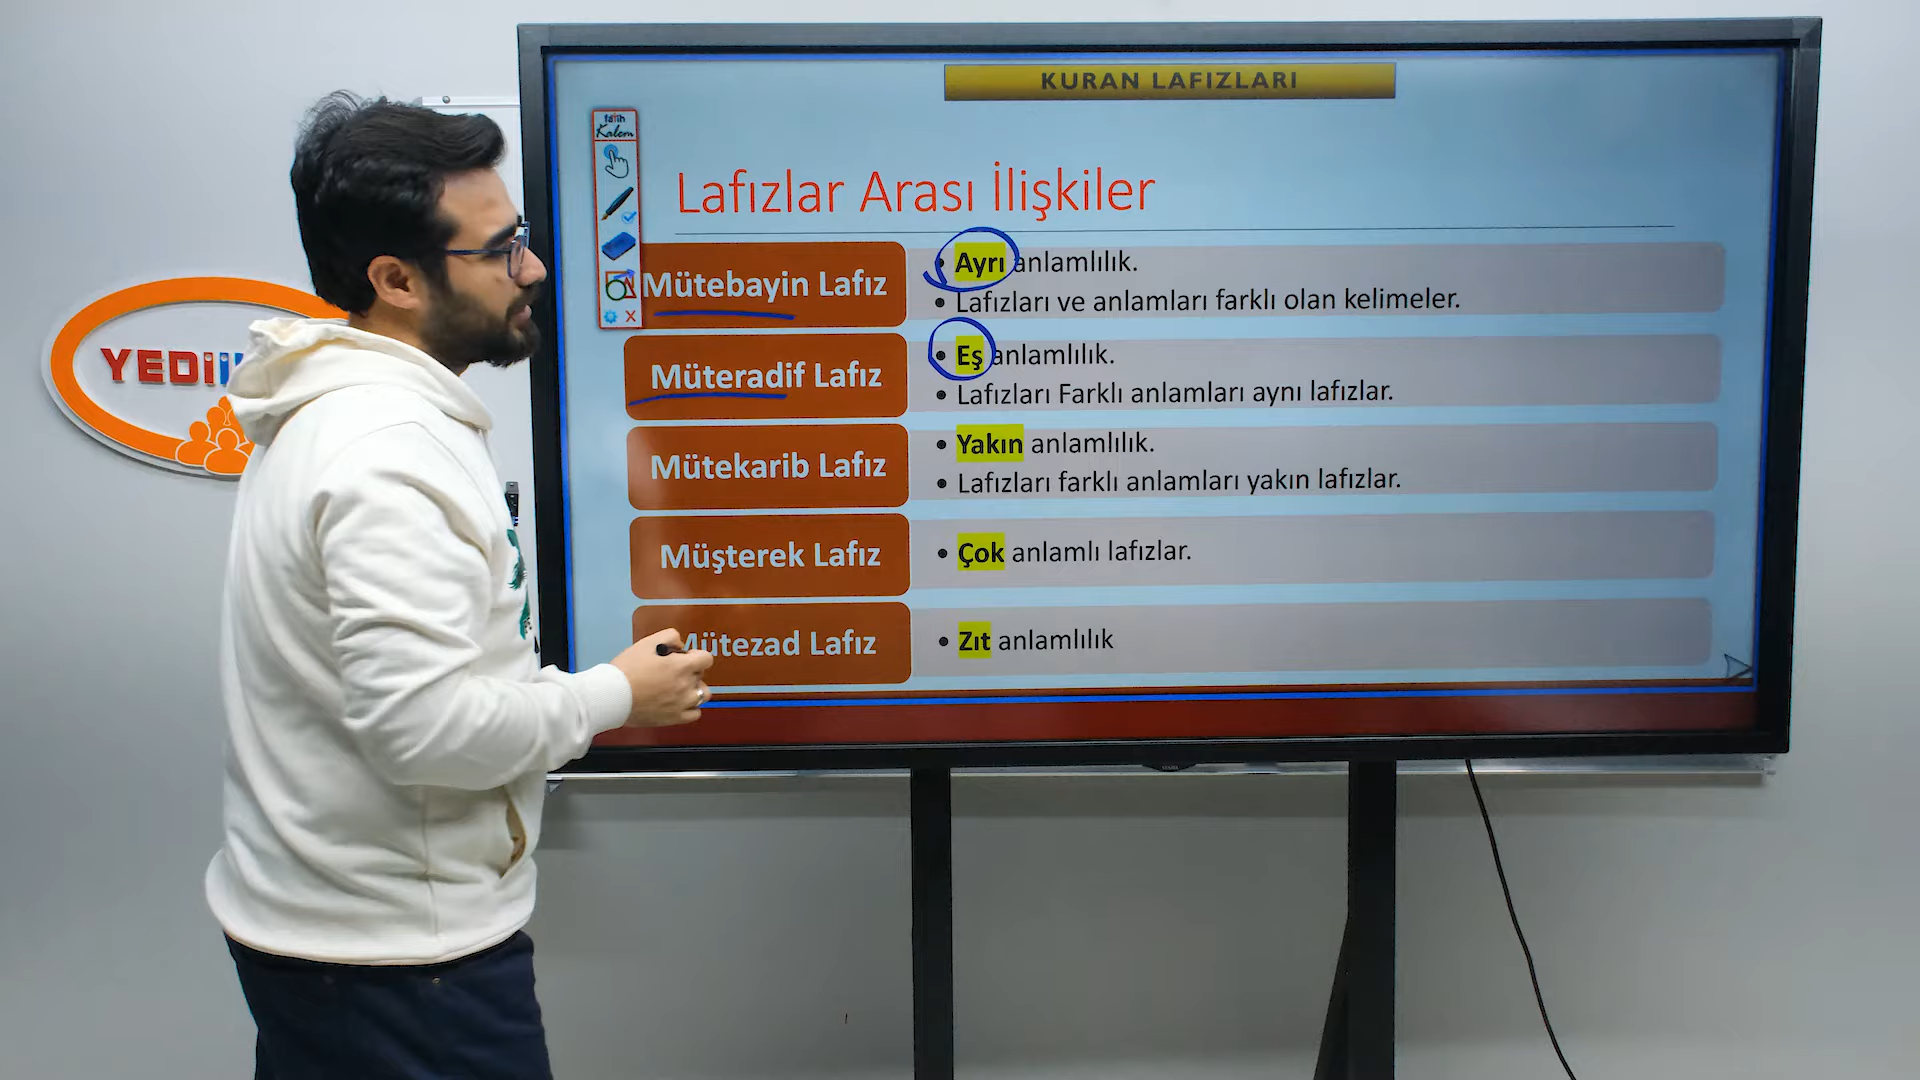 KURAN LAFIZLARI
fatih
Kalem
Lafızlar Arası İlişkiler
YEDİİ
Mütebayin Lafız
• Ayrı anlamlılık.
• Lafızları ve anlamları farklı olan kelimeler.
Müteradif Lafız
• Eş anlamlılık.
• Lafızları Farklı anlamları aynı lafızlar.
Mütekarib Lafız
• Yakın anlamlılık.
• Lafızları farklı anlamları yakın lafızlar.
Müşterek Lafız
• Çok anlamlı lafızlar.
Mütezad Lafız
• Zıt anlamlılık